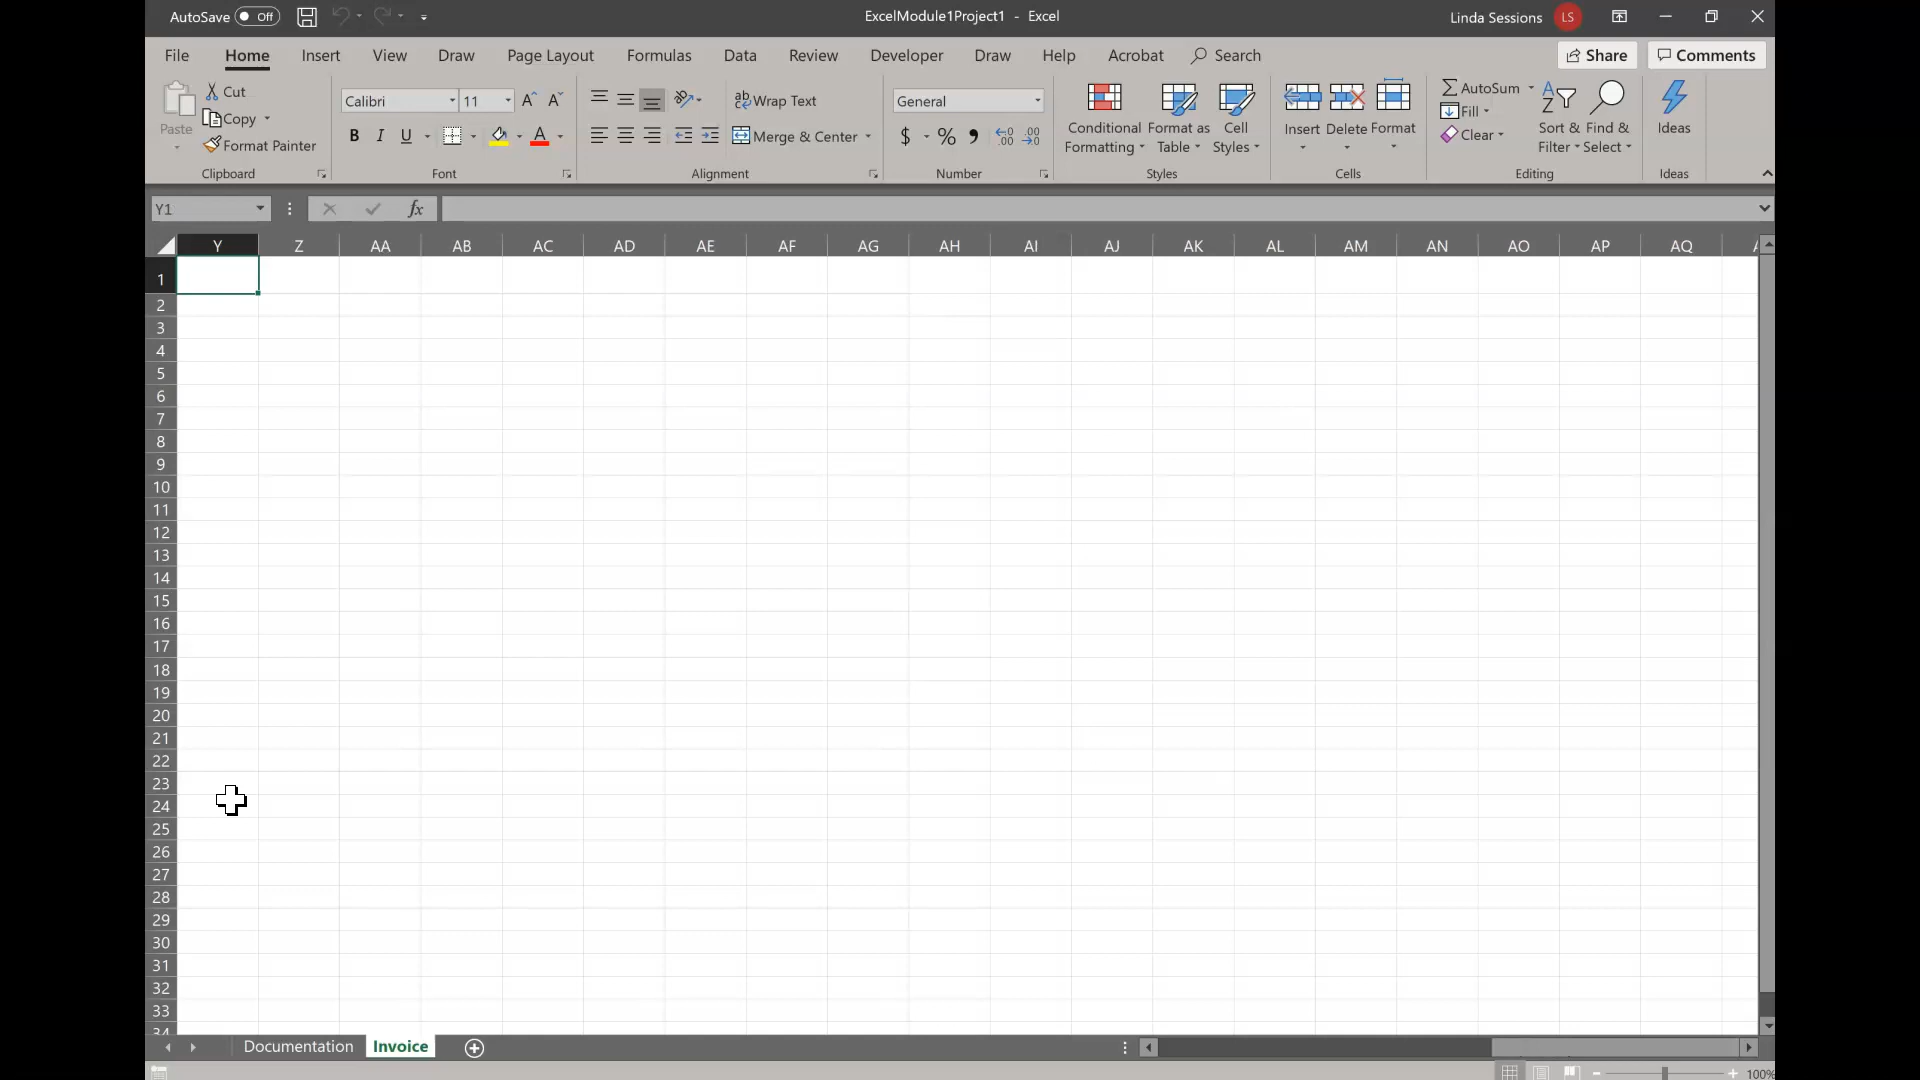 AutoSave Off ExcelModule1Project1 - Excel Linda Sessions LS
File Home Insert View Draw Page Layout Formulas Data Review Developer Draw Help Acrobat Search Share Comments
Paste Cut
Copy
Format Painter
Clipboard
Calibri 11
B I U A
Font
ab Wrap Text
Merge & Center
Alignment
General
$ % , .00 .00
Number
Conditional Formatting
Format as Table
Cell Styles
Styles
Insert Delete Format
Cells
AutoSum
Fill
Clear
Sort & Filter
Find & Select
Editing
Ideas
Ideas
Y1 fx
Y Z AA AB AC AD AE AF AG AH AI AJ AK AL AM AN AO AP AQ
1
2
3
4
5
6
7
8
9
10
11
12
13
14
15
16
17
18
19
20
21
22
23
24
25
26
27
28
29
30
31
32
33
34
Documentation Invoice
100%